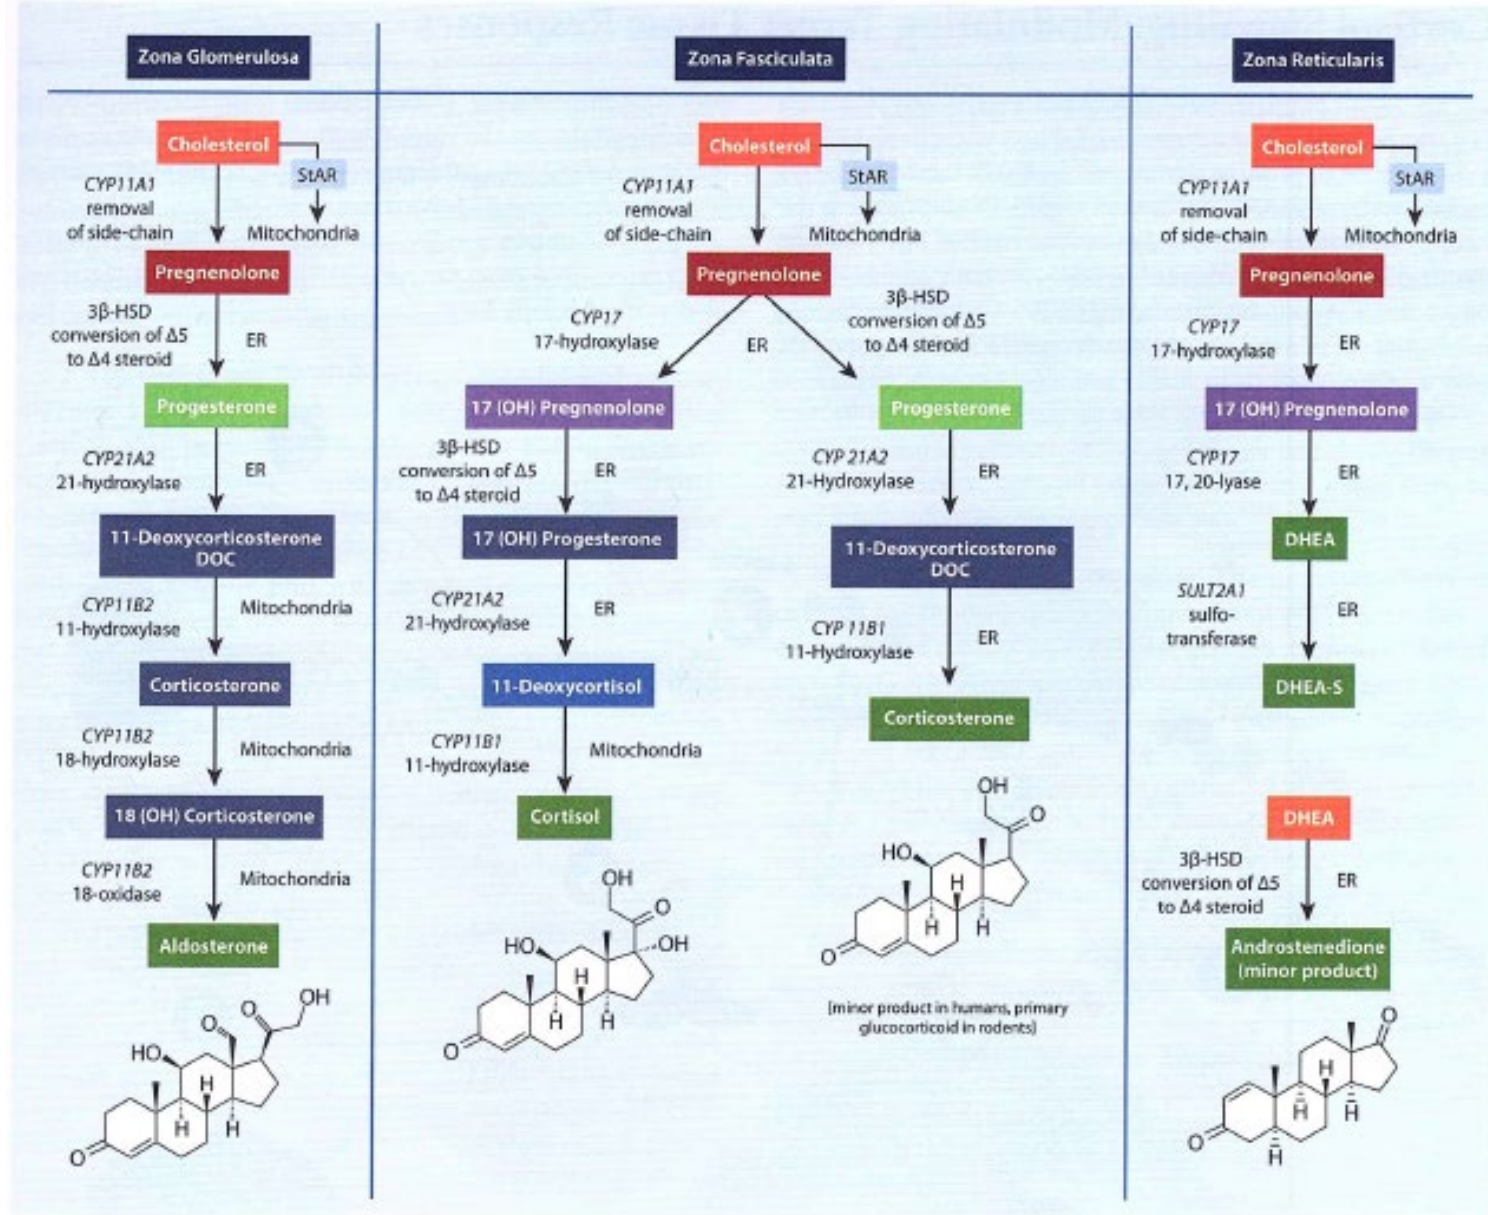 Zona Glomerulosa
Cholesterol
StAR
CYP11A1
removal
of side-chain
Mitochondria
Pregnenolone
3β-HSD
conversion of Δ5
to Δ4 steroid
ER
Progesterone
CYP21A2
21-hydroxylase
ER
11-Deoxycorticosterone
DOC
CYP11B2
11-hydroxylase
Mitochondria
Corticosterone
CYP11B2
18-hydroxylase
Mitochondria
18 (OH) Corticosterone
CYP11B2
18-oxidase
Mitochondria
Aldosterone
OH
O
O
HO
H
H
H
O
Zona Fasciculata
Cholesterol
StAR
CYP11A1
removal
of side-chain
Mitochondria
Pregnenolone
CYP17
17-hydroxylase
ER
3β-HSD
conversion of Δ5
to Δ4 steroid
17 (OH) Pregnenolone
3β-HSD
conversion of Δ5
to Δ4 steroid
ER
17 (OH) Progesterone
CYP21A2
21-hydroxylase
ER
11-Deoxycortisol
CYP11B1
11-hydroxylase
Mitochondria
Cortisol
OH
O
HO
OH
H
H
H
O
Progesterone
CYP 21A2
21-Hydroxylase
ER
11-Deoxycorticosterone
DOC
CYP 11B1
11-Hydroxylase
ER
Corticosterone
OH
O
HO
H
H
H
O
(minor product in humans, primary
glucocorticoid in rodents)
Zona Reticularis
Cholesterol
StAR
CYP11A1
removal
of side-chain
Mitochondria
Pregnenolone
CYP17
17-hydroxylase
ER
17 (OH) Pregnenolone
CYP17
17, 20-lyase
ER
DHEA
SULT2A1
sulfo-
transferase
ER
DHEA-S
DHEA
3β-HSD
conversion of Δ5
to Δ4 steroid
ER
Androstenedione
(minor product)
O
H
H
H
O
H